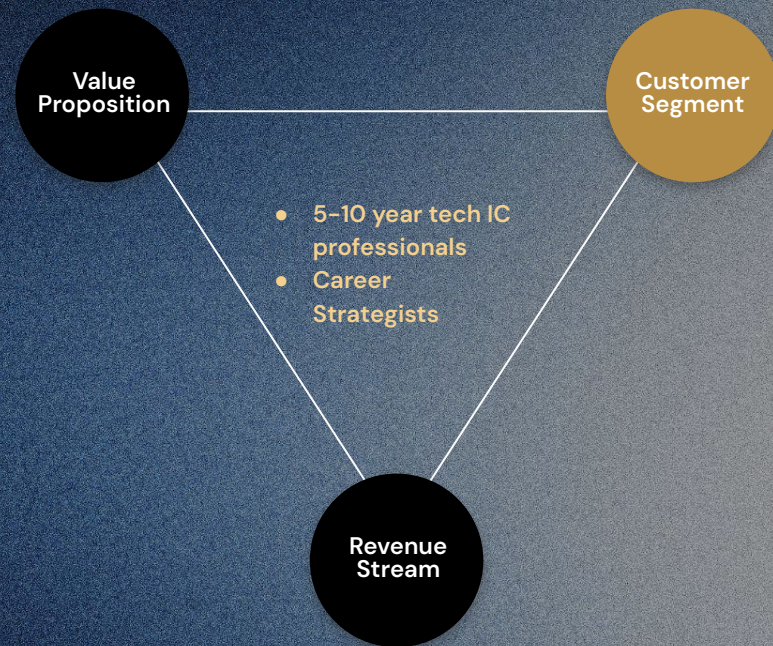 Value
Proposition
Customer
Segment
● 5-10 year tech IC
professionals
● Career
Strategists
Revenue
Stream